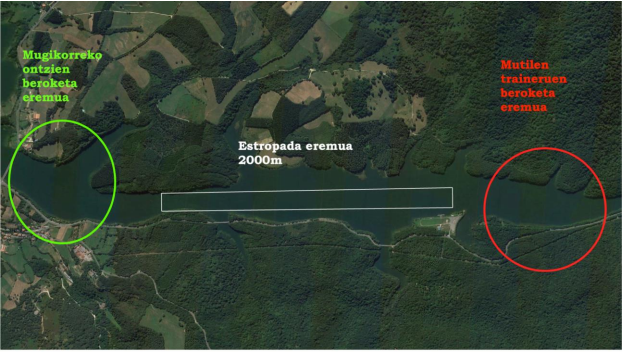 Mugikorreko
ontzien
beroketa
eremua
Estropada eremua
2000m
Mutilen
traineruen
beroketa
eremua